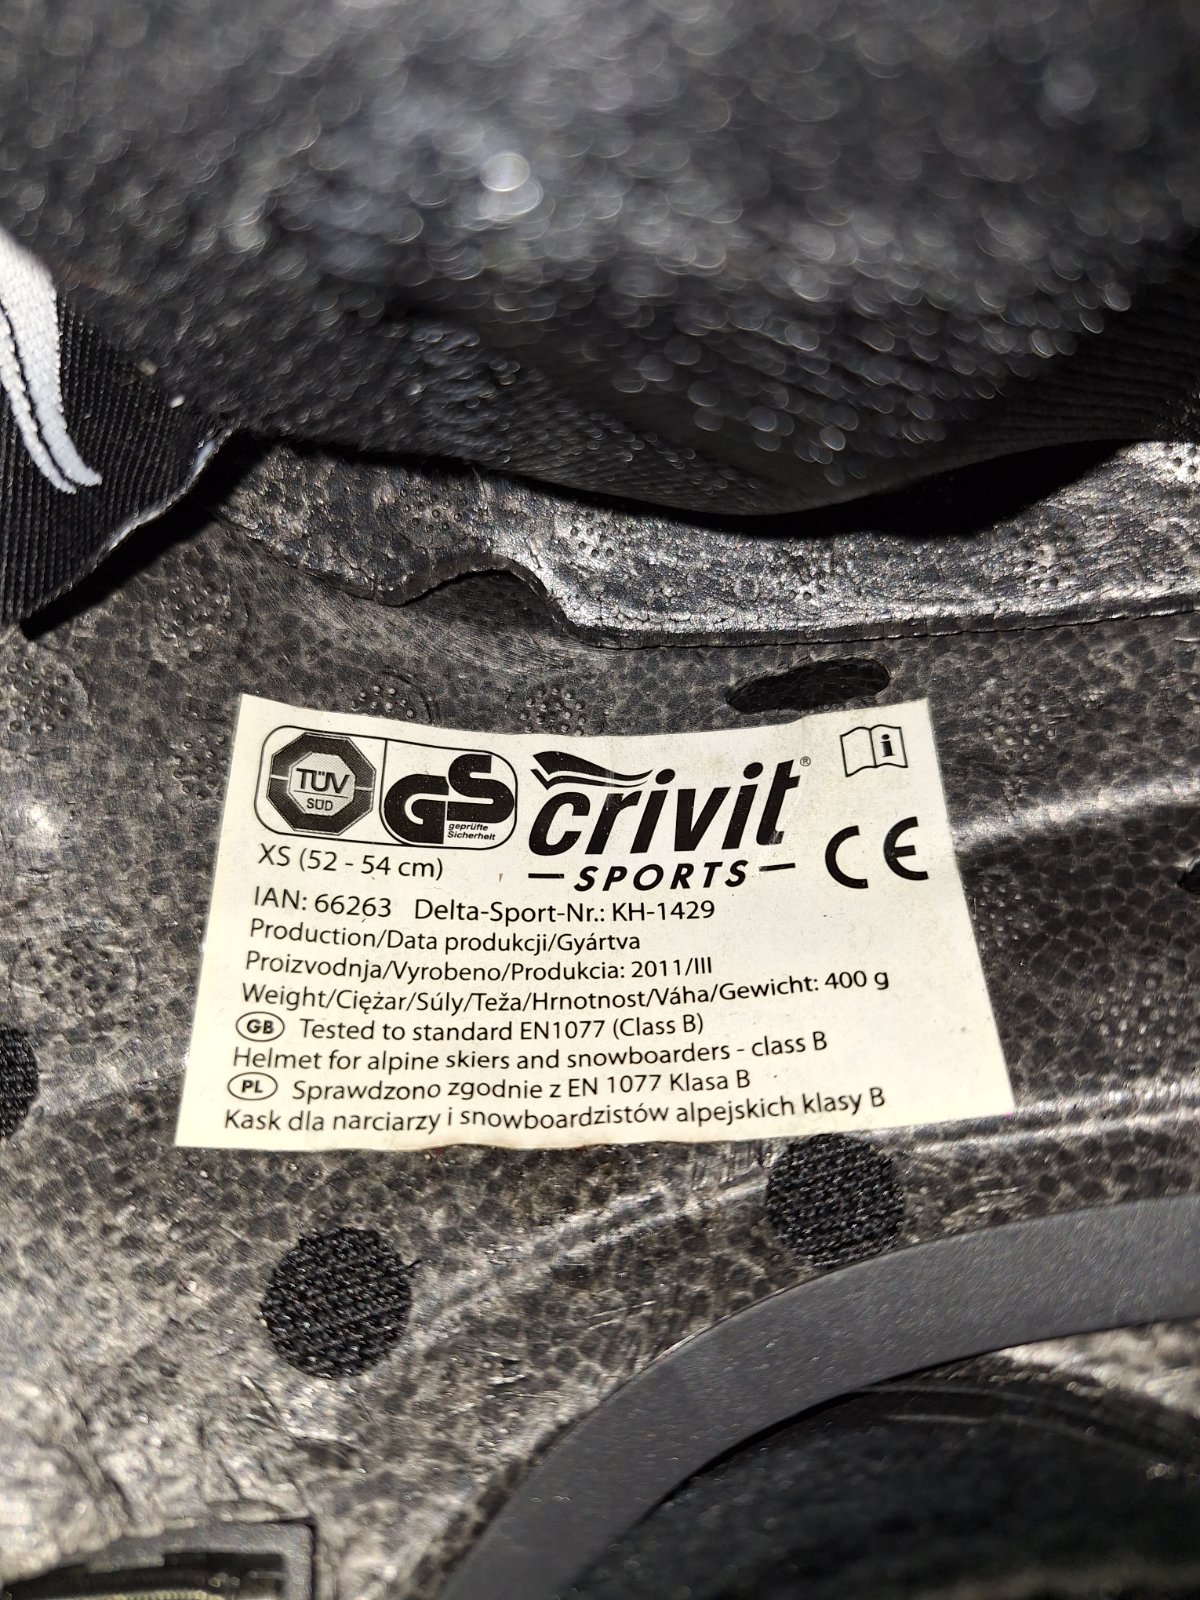 TÜV
SÜD
GS
geprüfte
Sicherheit
crivit®
SPORTS
i
CE
XS (52 - 54 cm)
IAN: 66263 Delta-Sport-Nr.: KH-1429
Production/Data produkcji/Gyártva
Proizvodnja/Vyrobeno/Produkcia: 2011/III
Weight/Ciężar/Súly/Teža/Hrnotnost/Váha/Gewicht: 400 g
GB Tested to standard EN1077 (Class B)
Helmet for alpine skiers and snowboarders - class B
PL Sprawdzono zgodnie z EN 1077 Klasa B
Kask dla narciarzy i snowboardzistów alpejskich klasy B